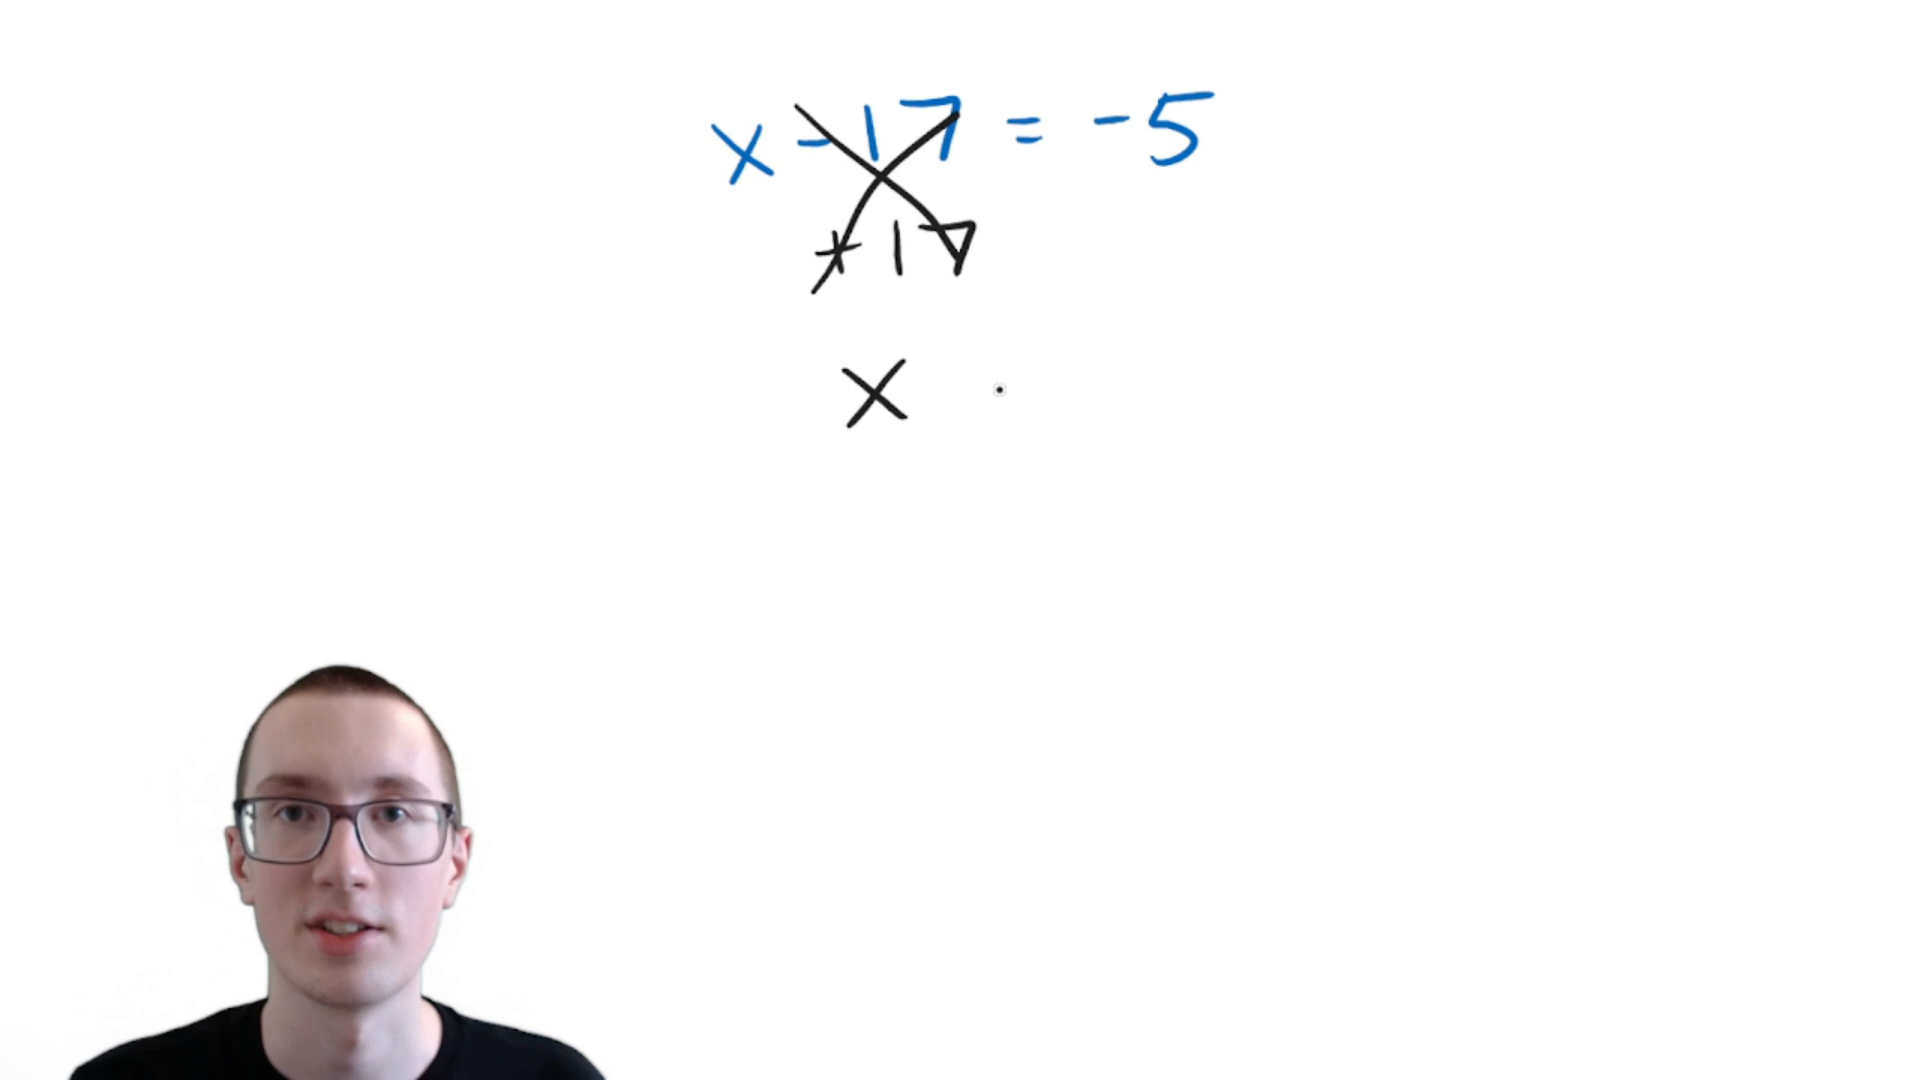 x - 17 = -5
+ 17
x